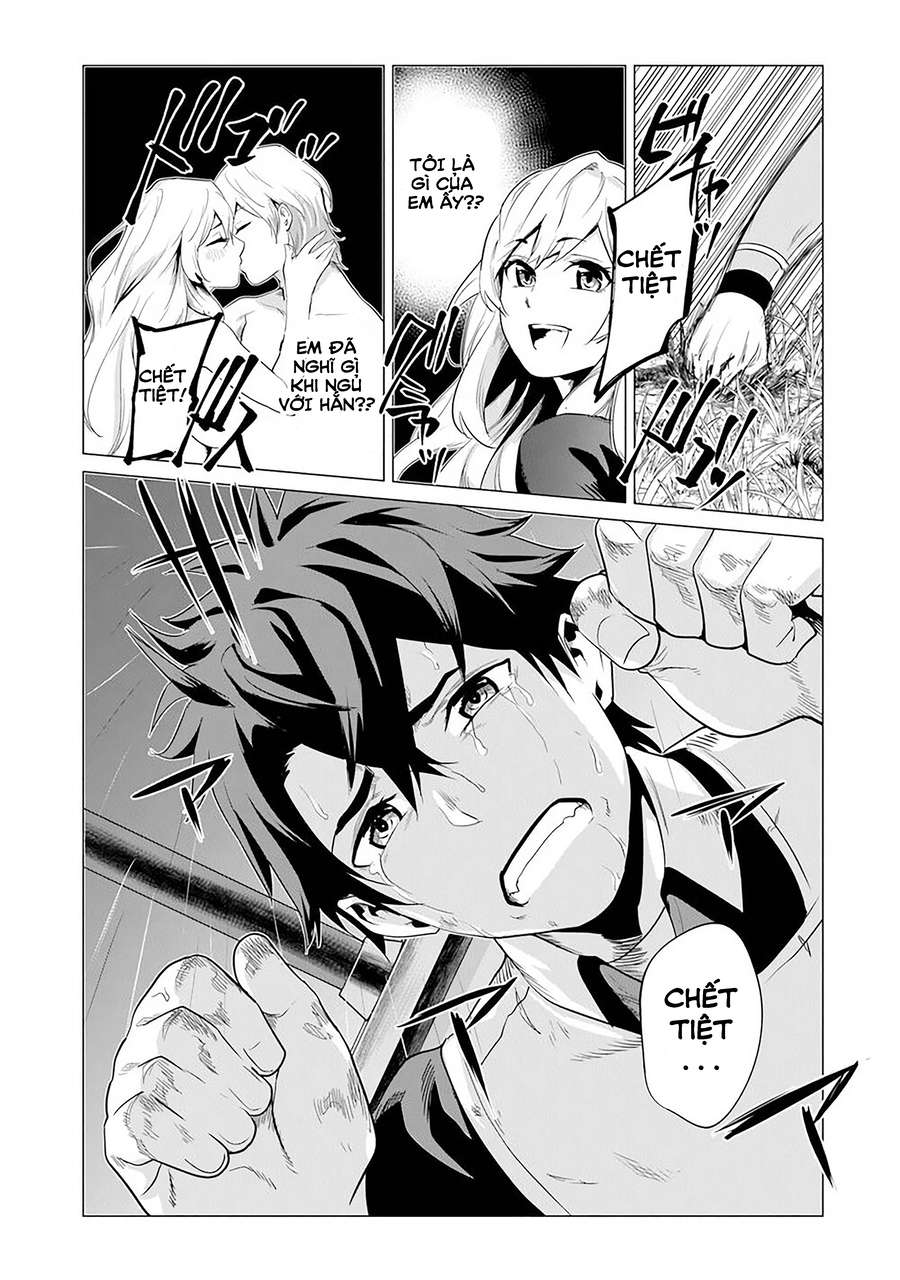 CHẾT
TIỆT
TÔI LÀ
GÌ CỦA
EM ẤY??
EM ĐÃ
NGHĨ GÌ
KHI NGỦ
VỚI HẮN??
CHẾT
TIỆT!
CHẾT
TIỆT
...